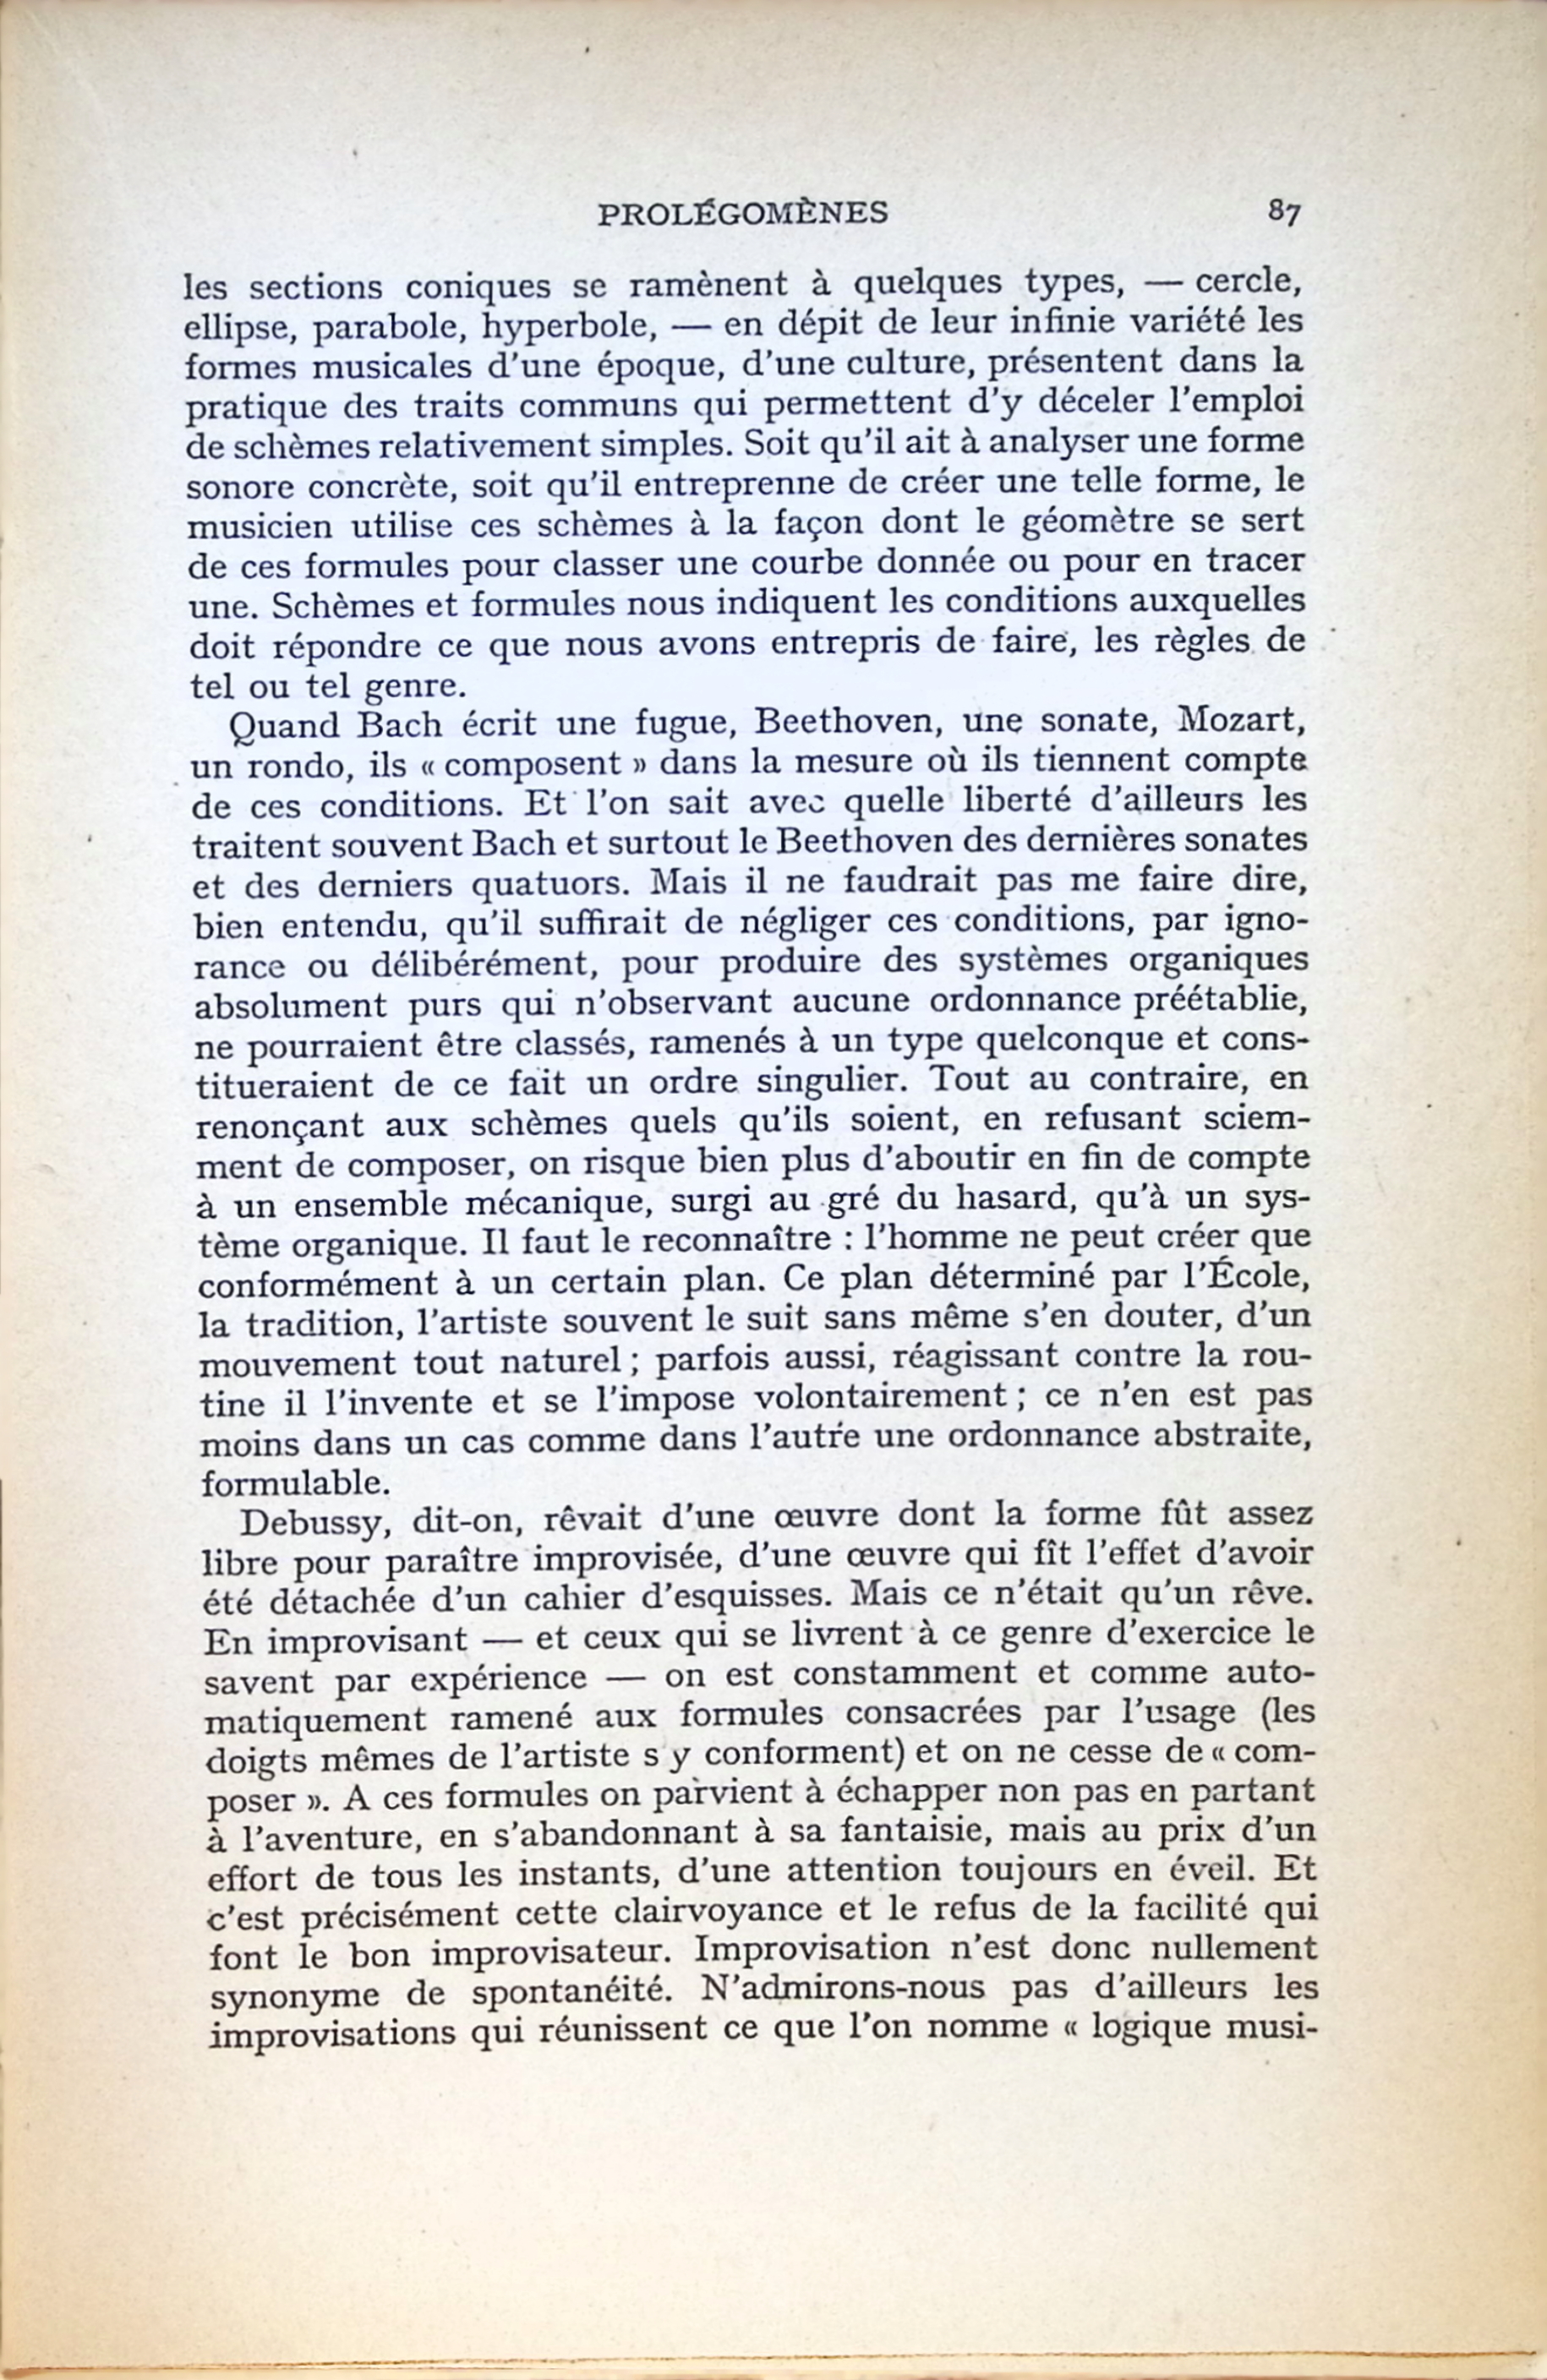 PROLÉGOMÈNES 87
les sections coniques se ramènent à quelques types, — cercle,
ellipse, parabole, hyperbole, — en dépit de leur infinie variété les
formes musicales d'une époque, d'une culture, présentent dans la
pratique des traits communs qui permettent d'y déceler l'emploi
de schèmes relativement simples. Soit qu'il ait à analyser une forme
sonore concrète, soit qu'il entreprenne de créer une telle forme, le
musicien utilise ces schèmes à la façon dont le géomètre se sert
de ces formules pour classer une courbe donnée ou pour en tracer
une. Schèmes et formules nous indiquent les conditions auxquelles
doit répondre ce que nous avons entrepris de faire, les règles de
tel ou tel genre.
Quand Bach écrit une fugue, Beethoven, une sonate, Mozart,
un rondo, ils « composent » dans la mesure où ils tiennent compte
de ces conditions. Et l'on sait avec quelle liberté d'ailleurs les
traitent souvent Bach et surtout le Beethoven des dernières sonates
et des derniers quatuors. Mais il ne faudrait pas me faire dire,
bien entendu, qu'il suffirait de négliger ces conditions, par igno-
rance ou délibérément, pour produire des systèmes organiques
absolument purs qui n'observant aucune ordonnance préétablie,
ne pourraient être classés, ramenés à un type quelconque et cons-
titueraient de ce fait un ordre singulier. Tout au contraire, en
renonçant aux schèmes quels qu'ils soient, en refusant sciem-
ment de composer, on risque bien plus d'aboutir en fin de compte
à un ensemble mécanique, surgi au gré du hasard, qu'à un sys-
tème organique. Il faut le reconnaître : l'homme ne peut créer que
conformément à un certain plan. Ce plan déterminé par l'École,
la tradition, l'artiste souvent le suit sans même s'en douter, d'un
mouvement tout naturel ; parfois aussi, réagissant contre la rou-
tine il l'invente et se l'impose volontairement ; ce n'en est pas
moins dans un cas comme dans l'autre une ordonnance abstraite,
formulable.
Debussy, dit-on, rêvait d'une œuvre dont la forme fût assez
libre pour paraître improvisée, d'une œuvre qui fît l'effet d'avoir
été détachée d'un cahier d'esquisses. Mais ce n'était qu'un rêve.
En improvisant — et ceux qui se livrent à ce genre d'exercice le
savent par expérience — on est constamment et comme auto-
matiquement ramené aux formules consacrées par l'usage (les
doigts mêmes de l'artiste s y conforment) et on ne cesse de « com-
poser ». A ces formules on parvient à échapper non pas en partant
à l'aventure, en s'abandonnant à sa fantaisie, mais au prix d'un
effort de tous les instants, d'une attention toujours en éveil. Et
c'est précisément cette clairvoyance et le refus de la facilité qui
font le bon improvisateur. Improvisation n'est donc nullement
synonyme de spontanéité. N'admirons-nous pas d'ailleurs les
improvisations qui réunissent ce que l'on nomme « logique musi-